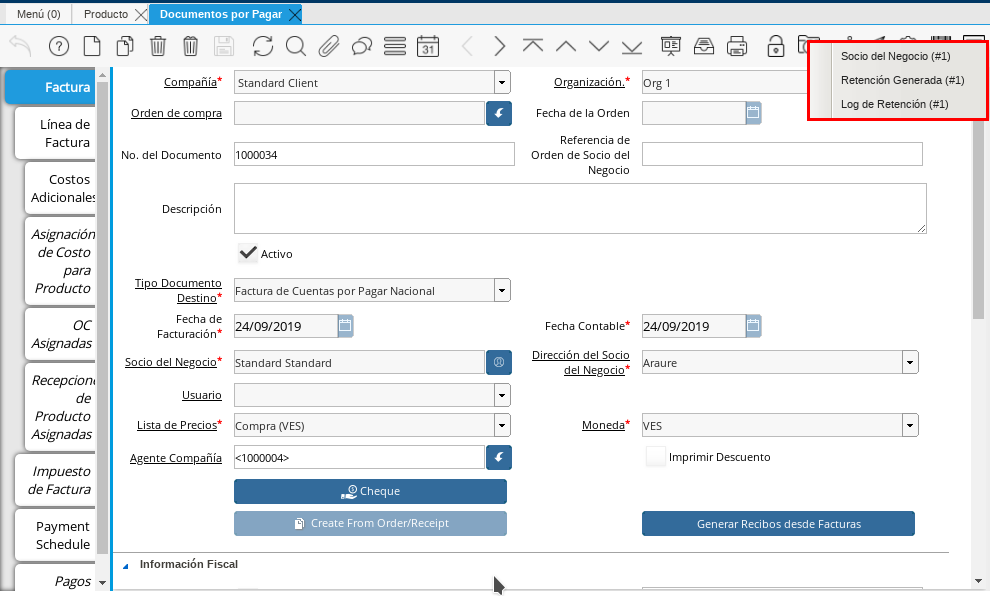 Menú (0)
Producto
Documentos por Pagar
31
Socio del Negocio (#1)
Retención Generada (#1)
Log de Retención (#1)
Factura
Línea de
Factura
Costos
Adicionales
Asignación
de Costo
para
Producto
OC
Asignadas
Recepcione
de
Producto
Asignadas
Impuesto
de Factura
Payment
Schedule
Pagos
Compañía*
Standard Client
Organización.*
Org 1
Orden de compra
Fecha de la Orden
No. del Documento
1000034
Referencia de
Orden de Socio del
Negocio
Descripción
Activo
Tipo Documento
Destino*
Factura de Cuentas por Pagar Nacional
Fecha de
Facturación*
24/09/2019
Fecha Contable*
24/09/2019
Socio del Negocio*
Standard Standard
Dirección del Socio
del Negocio*
Araure
Usuario
Lista de Precios*
Compra (VES)
Moneda*
VES
Agente Compañía
<1000004>
Imprimir Descuento
Cheque
Create From Order/Receipt
Generar Recibos desde Facturas
Información Fiscal